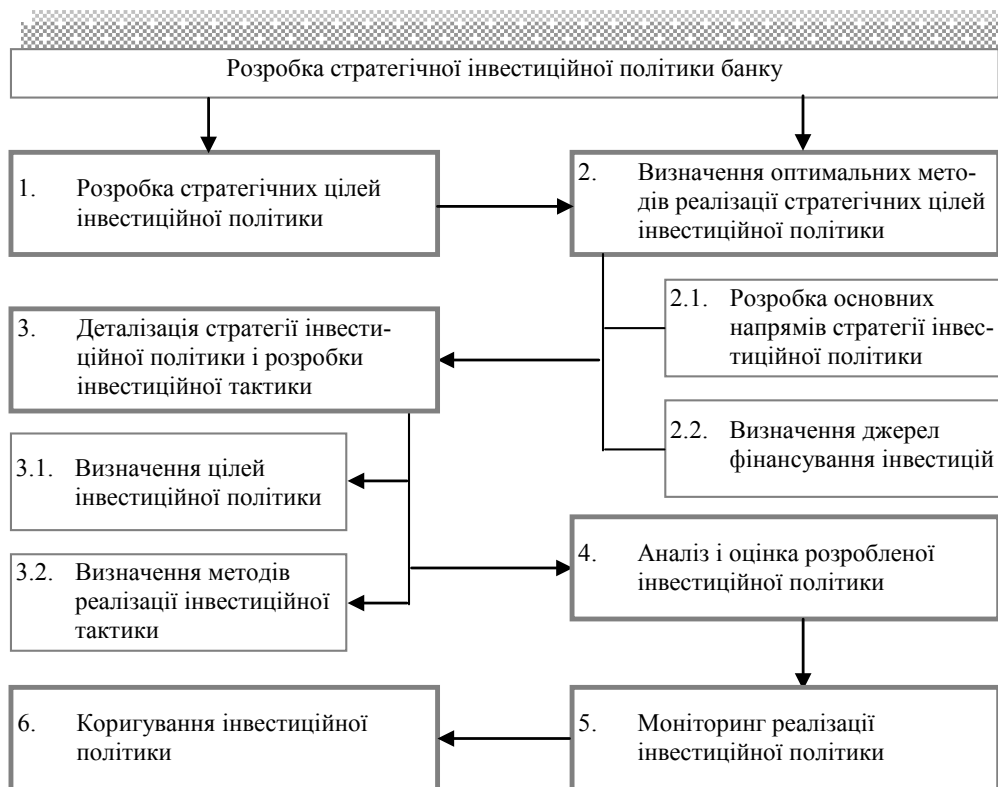 Розробка стратегічної інвестиційної політики банку
1. Розробка стратегічних цілей
інвестиційної політики
2. Визначення оптимальних мето-
дів реалізації стратегічних цілей
інвестиційної політики
2.1. Розробка основних
напрямів стратегії інвес-
тиційної політики
3. Деталізація стратегії інвести-
ційної політики і розробки
інвестиційної тактики
2.2. Визначення джерел
фінансування інвестицій
3.1. Визначення цілей
інвестиційної політики
3.2. Визначення методів
реалізації інвестиційної
тактики
4. Аналіз і оцінка розробленої
інвестиційної політики
5. Моніторинг реалізації
інвестиційної політики
6. Коригування інвестиційної
політики